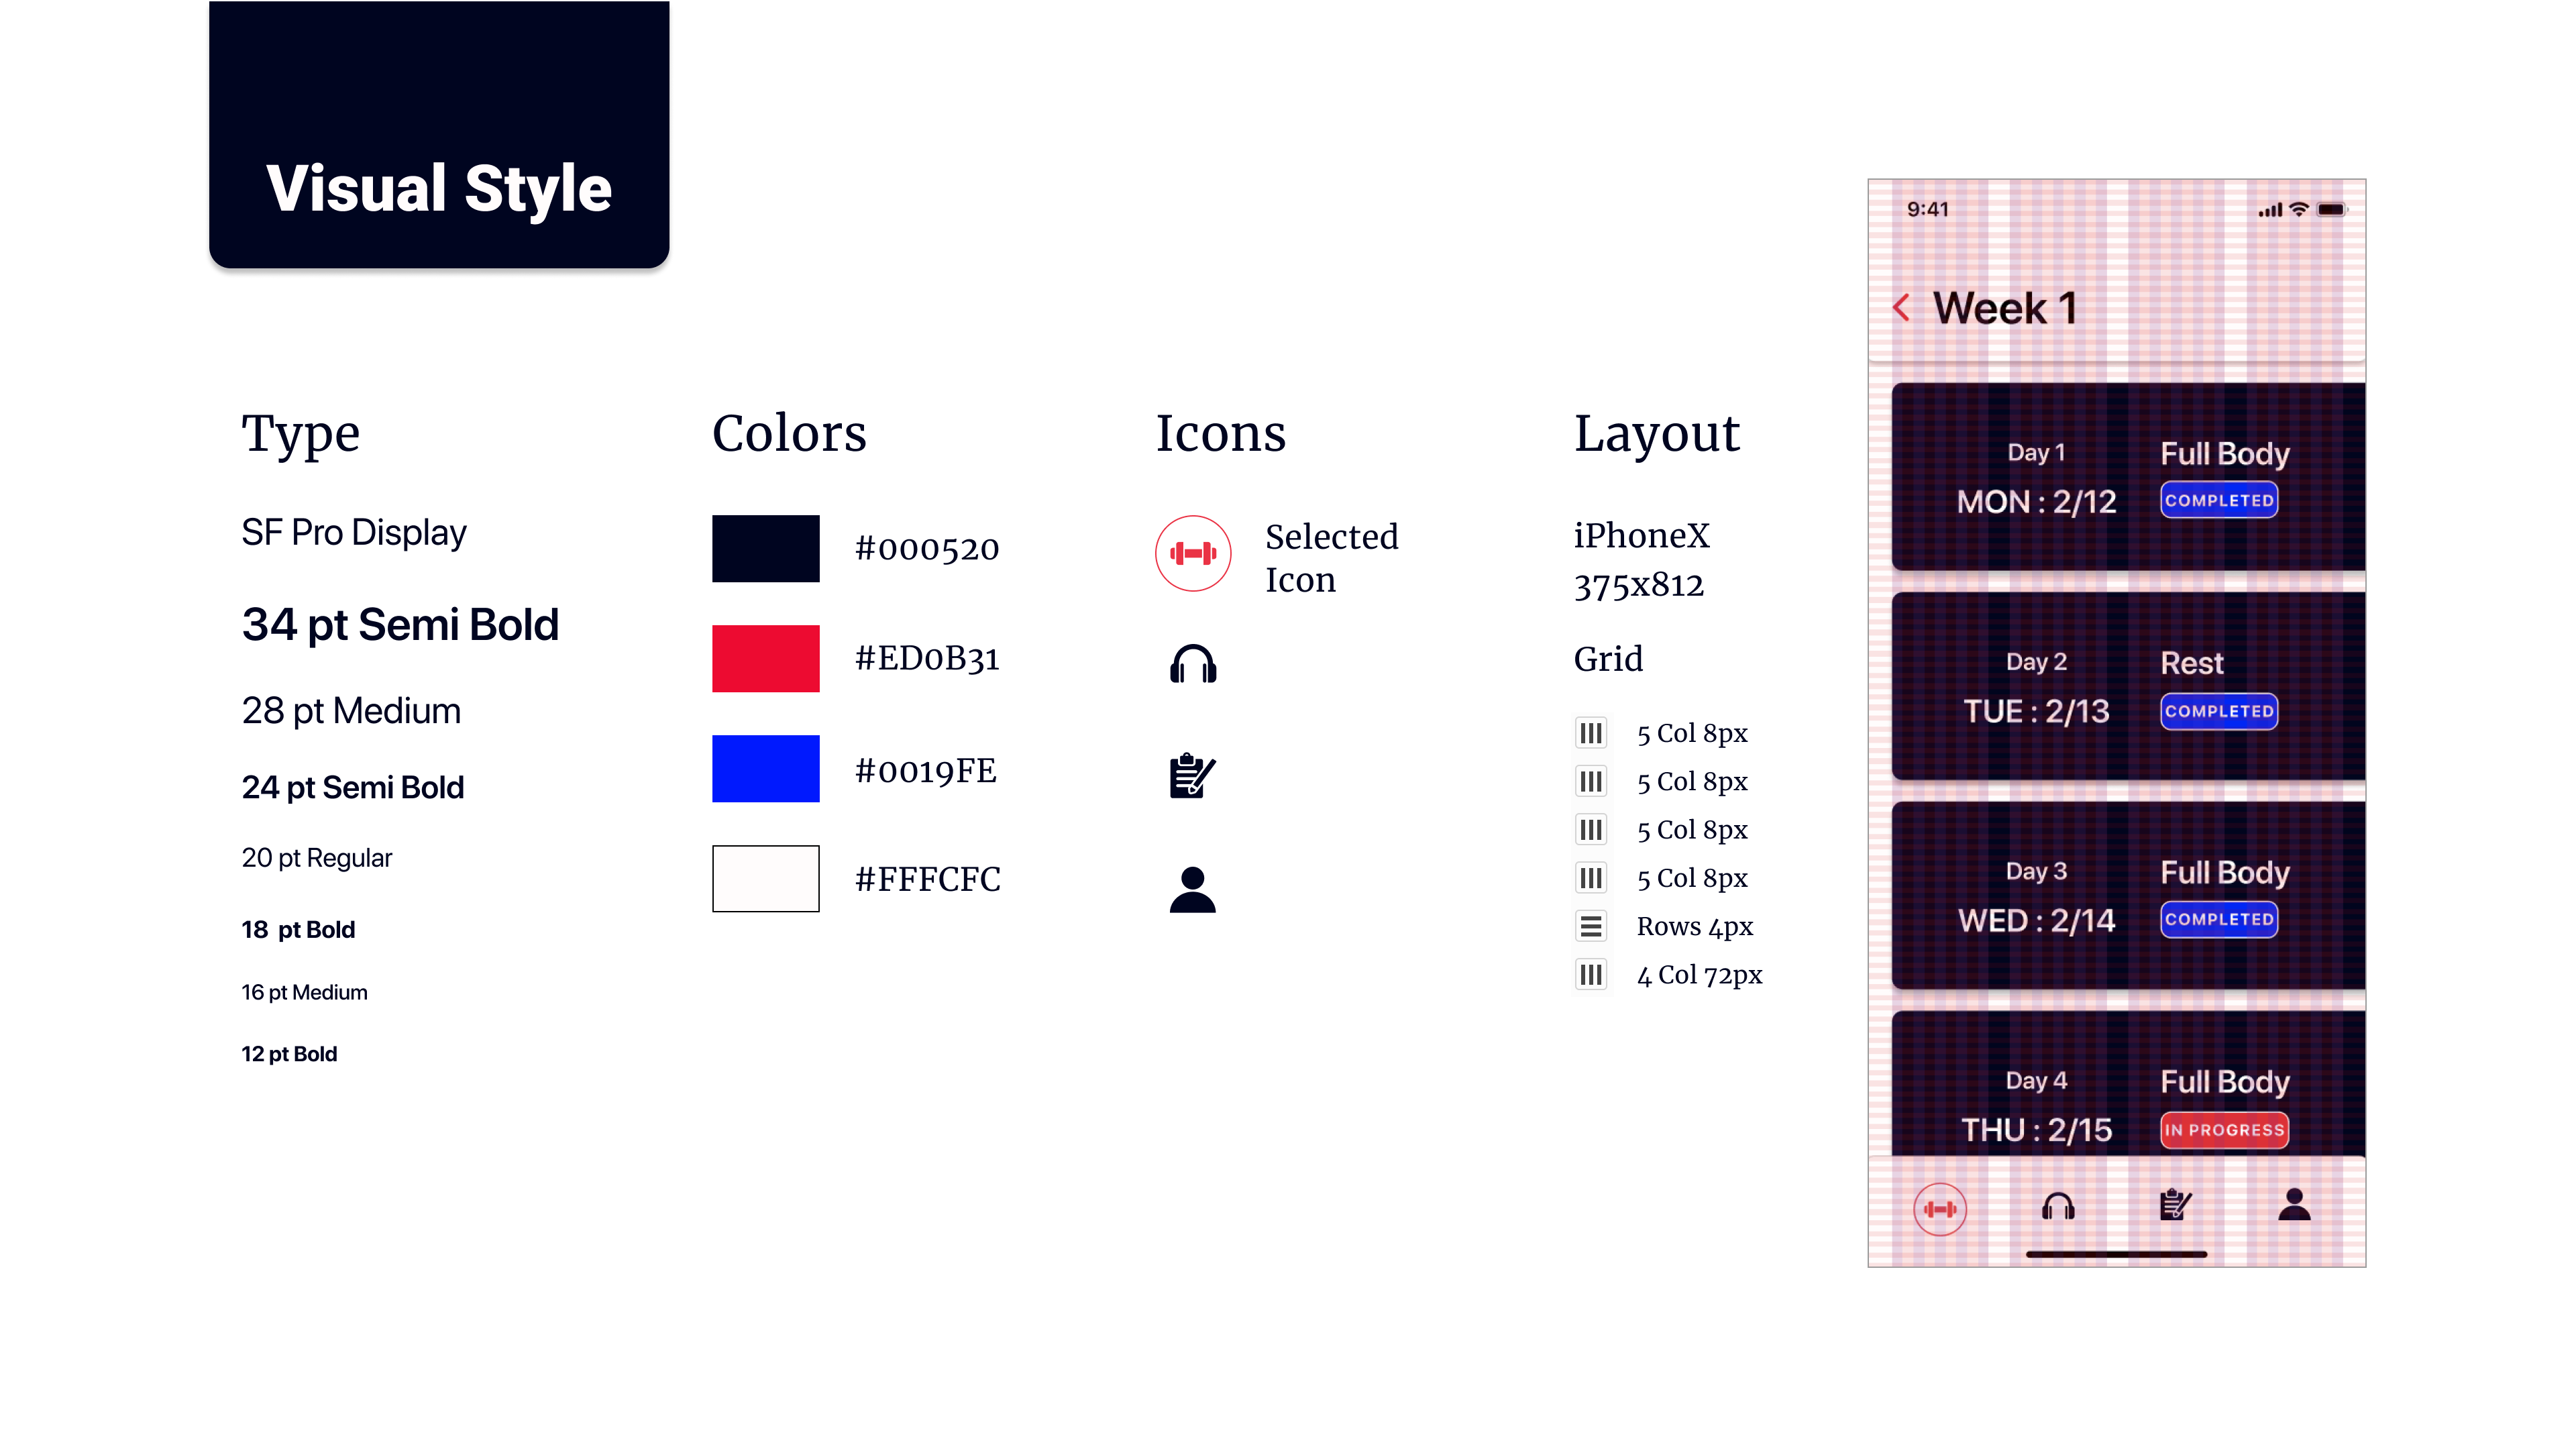 Visual Style
Type
SF Pro Display
34 pt Semi Bold
28 pt Medium
24 pt Semi Bold
20 pt Regular
18 pt Bold
16 pt Medium
12 pt Bold
Colors
#000520
#ED0B31
#0019FE
#FFFCFC
Icons
Selected
Icon
Layout
iPhoneX
375x812
Grid
5 Col 8px
5 Col 8px
5 Col 8px
5 Col 8px
Rows 4px
4 Col 72px
9:41
Week 1
Day 1
Full Body
MON : 2/12
COMPLETED
Day 2
Rest
TUE : 2/13
COMPLETED
Day 3
Full Body
WED : 2/14
COMPLETED
Day 4
Full Body
THU : 2/15
IN PROGRESS